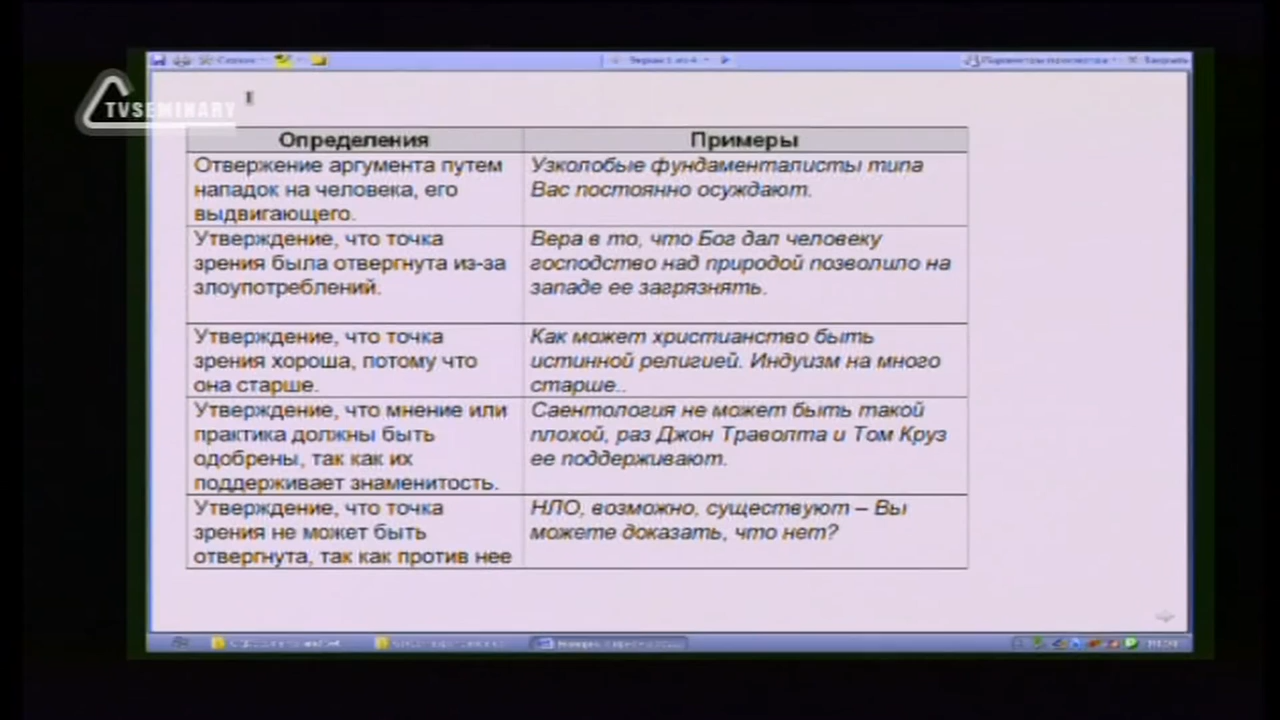 TVSEMINARY
Определения
Примеры
Отвержение аргумента путем
нападок на человека, его
выдвигающего.
Узколобые фундаменталисты типа
Вас постоянно осуждают.
Утверждение, что точка
зрения была отвергнута из-за
злоупотреблений.
Вера в то, что Бог дал человеку
господство над природой позволило на
западе ее загрязнять.
Утверждение, что точка
зрения хороша, потому что
она старше.
Как может христианство быть
истинной религией. Индуизм на много
старше..
Утверждение, что мнение или
практика должны быть
одобрены, так как их
поддерживает знаменитость.
Саентология не может быть такой
плохой, раз Джон Траволта и Том Круз
ее поддерживают.
Утверждение, что точка
зрения не может быть
отвергнута, так как против нее
НЛО, возможно, существуют – Вы
можете доказать, что нет?